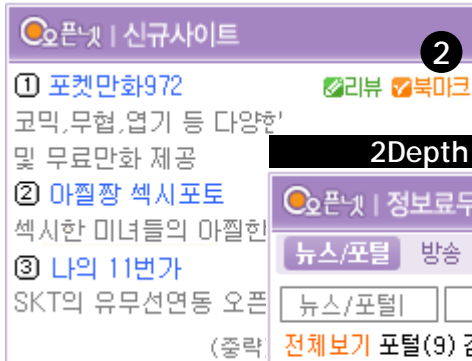 오픈넷 | 신규사이트
2
① 포켓만화972 리뷰 북마크
코믹,무협,엽기 등 다양한
및 무료만화 제공
② 아찔짱 섹시포토
섹시한 미녀들의 아찔한
③ 나의 11번가
SKT의 유무선연동 오픈
(중략)
2Depth
오픈넷 | 정보료무
뉴스/포털 방송
뉴스/포털
전체보기 포털(9)